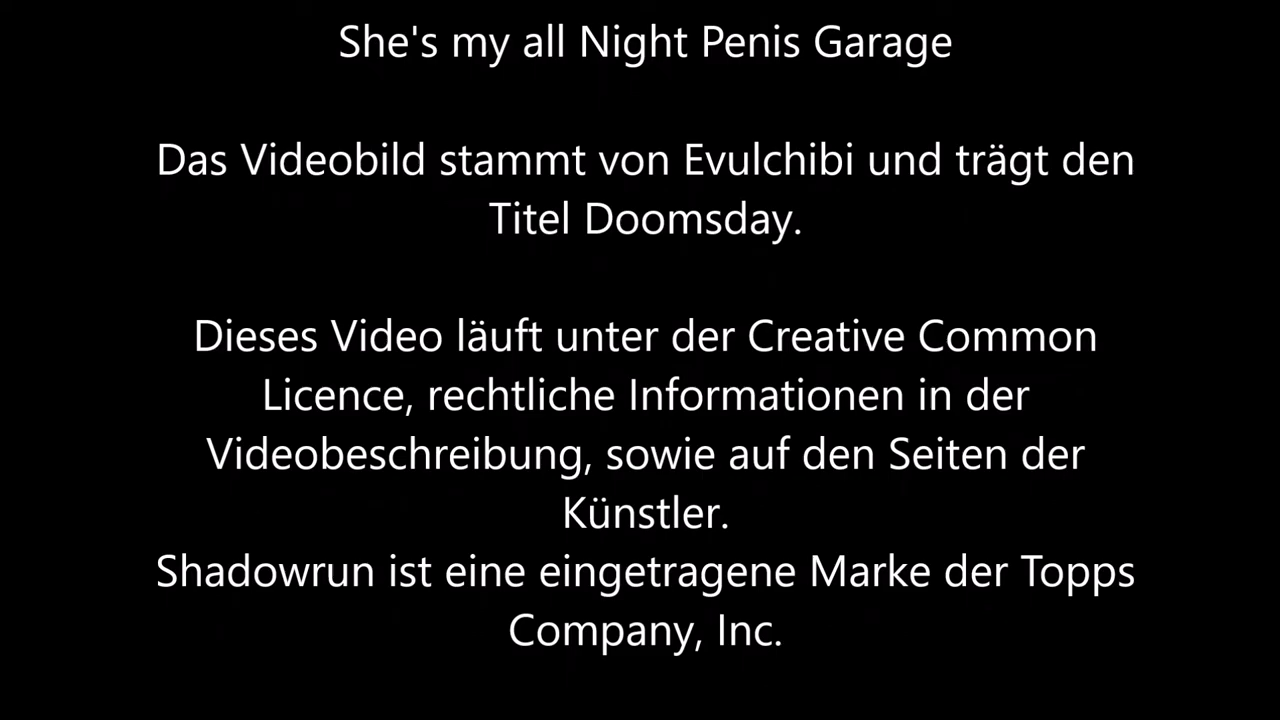 She's my all Night Penis Garage
Das Videobild stammt von Evulchibi und trägt den
Titel Doomsday.
Dieses Video läuft unter der Creative Common
Licence, rechtliche Informationen in der
Videobeschreibung, sowie auf den Seiten der
Künstler.
Shadowrun ist eine eingetragene Marke der Topps
Company, Inc.